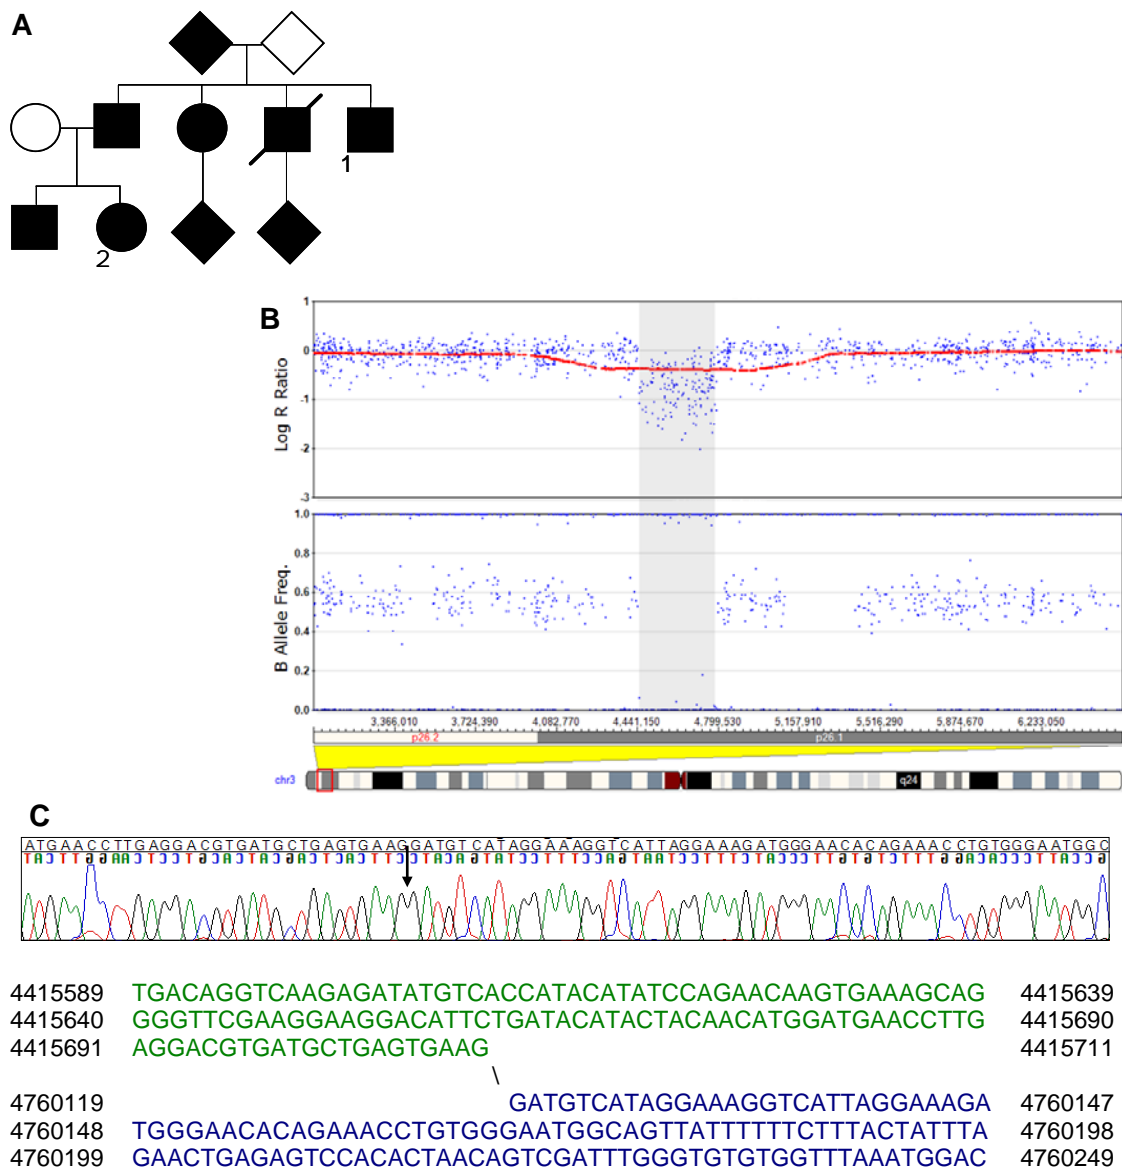 A
1
2
B
1
0
-1
-2
-3
Log R Ratio
1.0
0.8
0.6
0.4
0.2
0.0
B Allele Freq.
3,366,010 3,724,390 4,082,770 4,441,150 4,799,530 5,157,910 5,516,290 5,874,670 6,233,050
p26.2 p26.1
chr3 q24
C
ATGAACCTTGAGGACGTGATGCTGAGTGAAGGATGTCATAGGAAAGGTCATTAGGAAAGATGGGAACACAGAAACCTGTGGGAATGGC
TACTTGGAACTCCTGCACTACGACTCACTTCCTACAGTATCCTTTCCAGTAATCCTTTCTACCCTTGTGTCTTTGGACACCCTTACCG
4415589 TGACAGGTCAAGAGATATGTCACCATACATATCCAGAACAAGTGAAAGCAG 4415639
4415640 GGGTTCGAAGGAAGGACATTCTGATACATACTACAACATGGATGAACCTTG 4415690
4415691 AGGACGTGATGCTGAGTGAAG 4415711
\
4760119 GATGTCATAGGAAAGGTCATTAGGAAAGA 4760147
4760148 TGGGAACACAGAAACCTGTGGGAATGGCAGTTATTTTTTCTTTACTATTTA 4760198
4760199 GAACTGAGAGTCCACACTAACAGTCGATTTGGGTGTGTGGTTTAAATGGAC 4760249